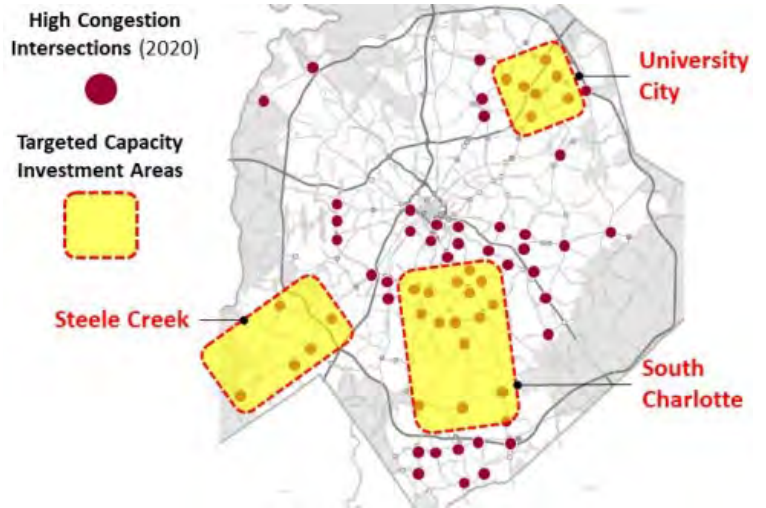 High Congestion
Intersections (2020)
Targeted Capacity
Investment Areas
University
City
Steele Creek
South
Charlotte